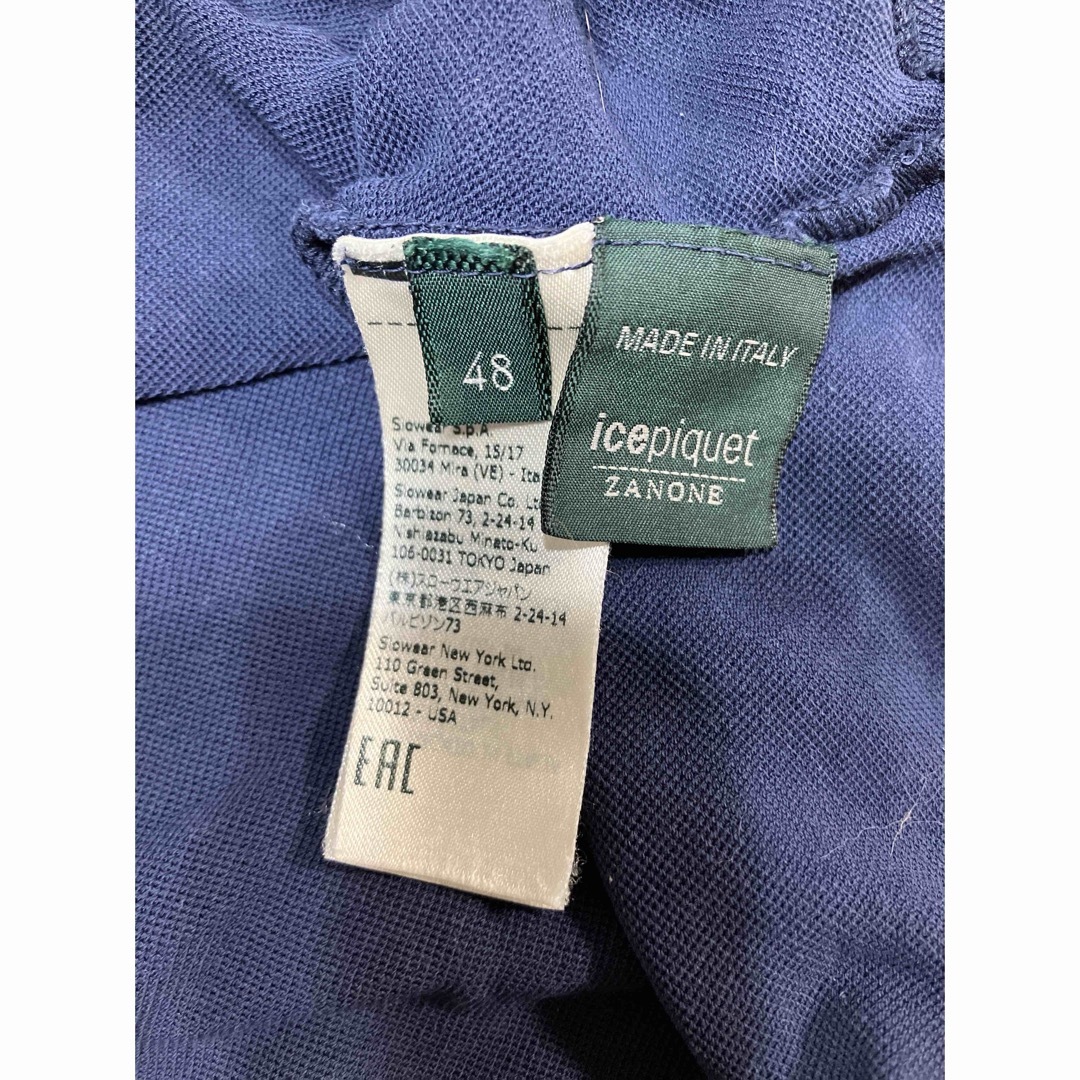 48
MADE IN ITALY
icepiquet
ZANONE
Slowear S.p.A
Via Fornace, 15/17
30034 Mira (VE) - Ita
Slowear Japan Co. Lt
Barbizon 73, 2-24-14
Nishiazabu Minato-Ku
106-0031 TOKYO Japan
(株)スローウエアジャパン
東京都港区西麻布 2-24-14
バルビゾン73
Slowear New York Ltd.
110 Green Street,
Suite 803, New York, N.Y.
10012 - USA
EAC